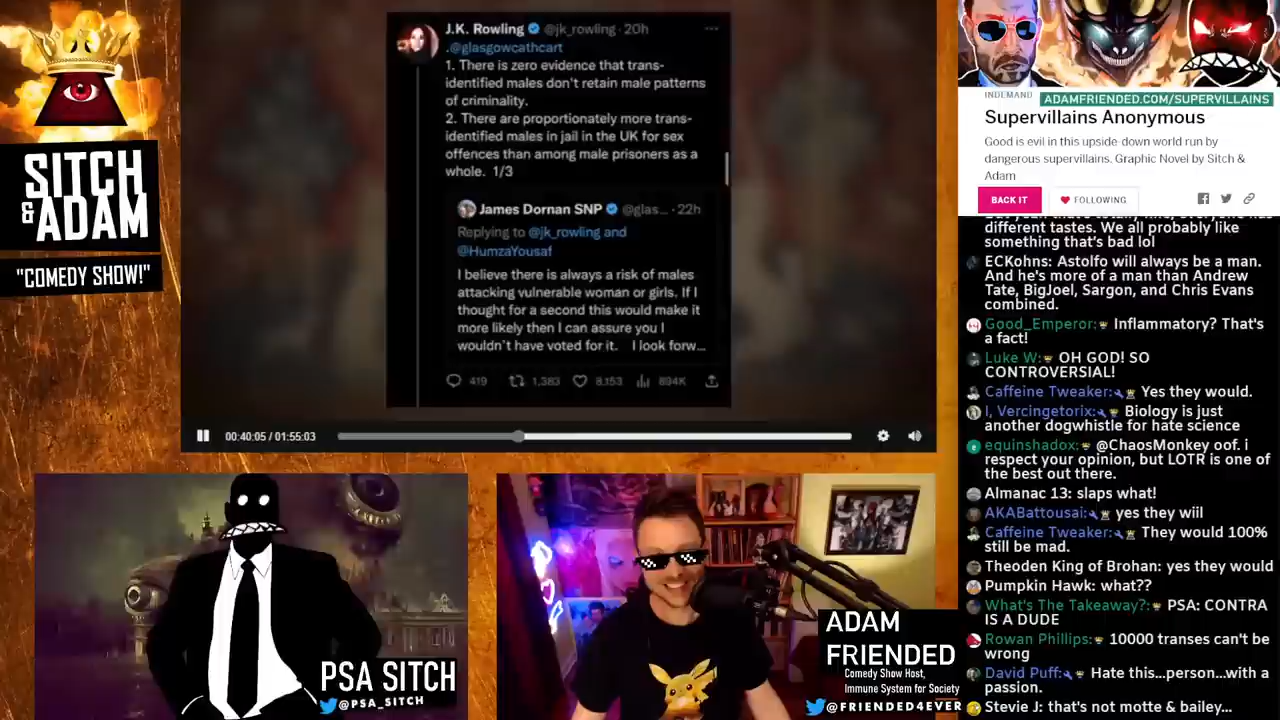 SITCH
& ADAM
"COMEDY SHOW!"
J.K. Rowling @jk_rowling · 20h
.@glasgowcathcart
1. There is zero evidence that trans-
identified males don't retain male patterns
of criminality.
2. There are proportionately more trans-
identified males in jail in the UK for sex
offences than among male prisoners as a
whole. 1/3
James Dornan SNP @glas... · 22h
Replying to @jk_rowling and
@HumzaYousaf
I believe there is always a risk of males
attacking vulnerable woman or girls. If I
thought for a second this would make it
more likely then I can assure you I
wouldn't have voted for it. I look forw...
419 1,383 8,153 894K
00:40:05 / 01:55:03
PSA SITCH
@PSA_SITCH
ADAM
FRIENDED
Comedy Show Host,
Immune System for Society
@FRIENDED4EVER
INDEMAND
ADAMFRIENDED.COM/SUPERVILLAINS
Supervillains Anonymous
Good is evil in this upside-down world run by
dangerous supervillains. Graphic Novel by Sitch &
Adam
BACK IT
FOLLOWING
different tastes. We all probably like
something that's bad lol
ECKohns: Astolfo will always be a man.
And he's more of a man than Andrew
Tate, BigJoel, Sargon, and Chris Evans
combined.
Good_Emperor: Inflammatory? That's
a fact!
Luke W: OH GOD! SO
CONTROVERSIAL!
Caffeine Tweaker: Yes they would.
I, Vercingetorix: Biology is just
another dogwhistle for hate science
equinshadox: @ChaosMonkey oof. i
respect your opinion, but LOTR is one of
the best out there.
Almanac 13: slaps what!
AKABattousai: yes they wiil
Caffeine Tweaker: They would 100%
still be mad.
Theoden King of Brohan: yes they would
Pumpkin Hawk: what??
What's The Takeaway?: PSA: CONTRA
IS A DUDE
Rowan Phillips: 10000 transes can't be
wrong
David Puff: Hate this...person...with a
passion.
Stevie J: that's not motte & bailey...